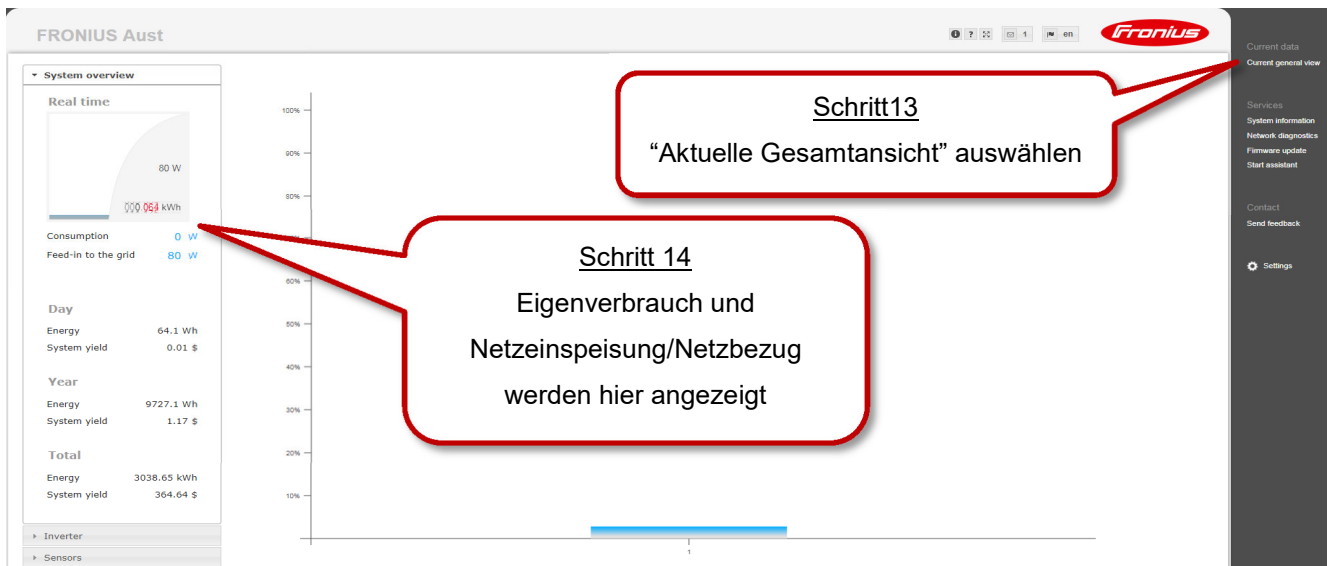 FRONIUS Aust
1
en
Fronius
System overview
Real time
80 W
000.064 kWh
Consumption 0 W
Feed-in to the grid 80 W
Day
Energy 64.1 Wh
System yield 0.01 $
Year
Energy 9727.1 Wh
System yield 1.17 $
Total
Energy 3038.65 kWh
System yield 364.64 $
Inverter
Sensors
100%
90%
80%
60%
50%
40%
30%
20%
10%
1
Schritt13
“Aktuelle Gesamtansicht” auswählen
Schritt 14
Eigenverbrauch und
Netzeinspeisung/Netzbezug
werden hier angezeigt
Current data
Current general view
Services
System information
Network diagnostics
Firmware update
Start assistant
Contact
Send feedback
Settings